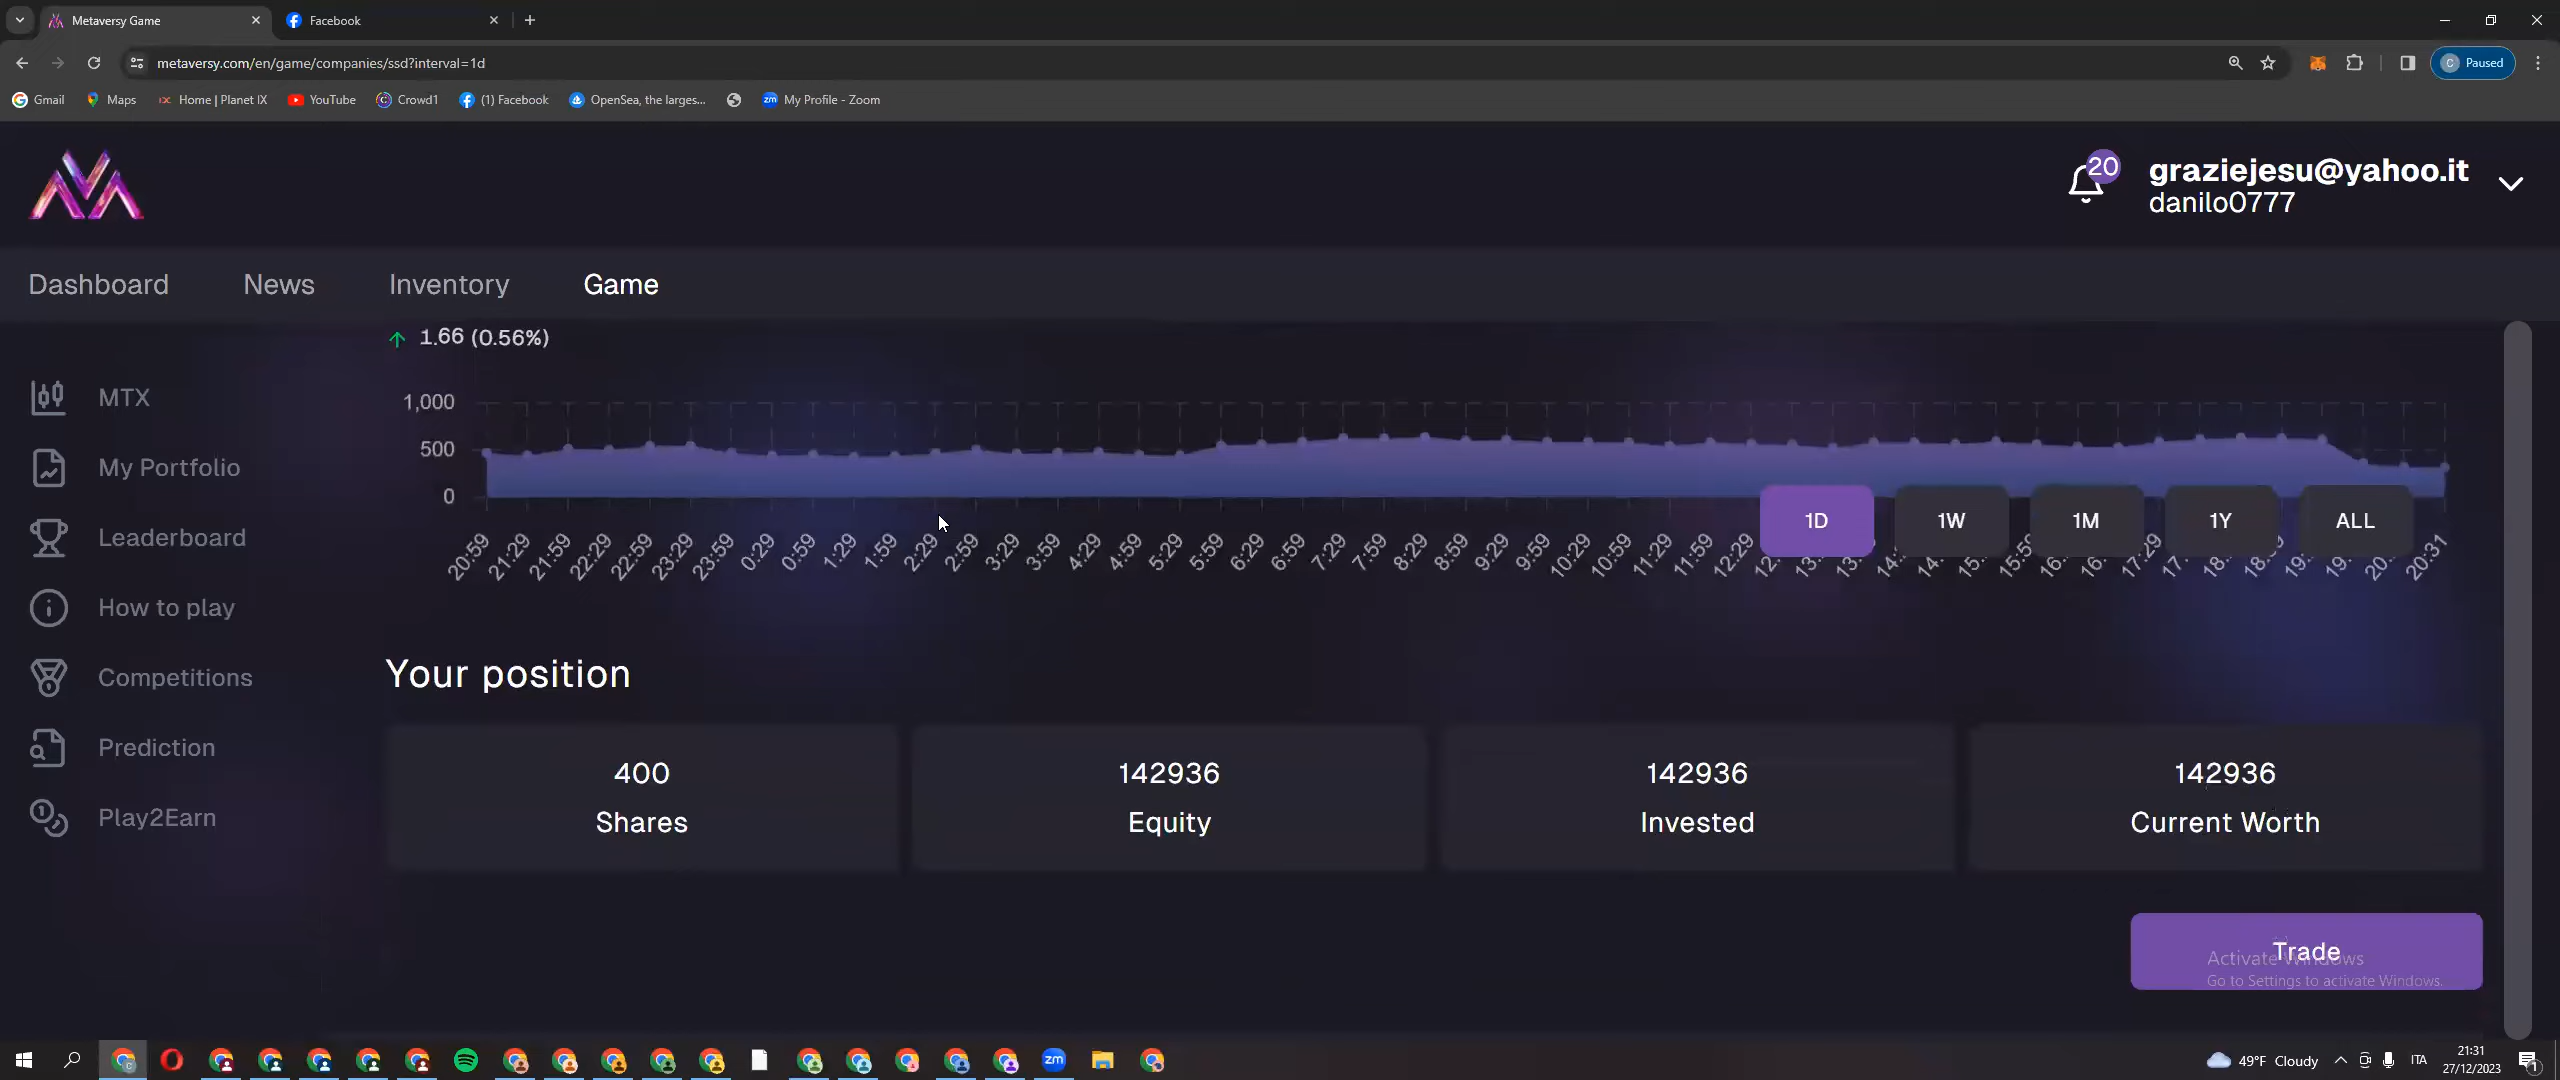 Metaversy Game
Facebook
metaversy.com/en/game/companies/ssd?interval=1d
Paused
Gmail
Maps
Home | Planet IX
YouTube
Crowd1
(1) Facebook
OpenSea, the larges...
My Profile - Zoom
20
graziejesu@yahoo.it
danilo0777
Dashboard
News
Inventory
Game
1.66 (0.56%)
MTX
My Portfolio
Leaderboard
How to play
Competitions
Prediction
Play2Earn
1,000
500
0
20:59
21:29
21:59
22:29
22:59
23:29
23:59
0:29
0:59
1:29
1:59
2:29
2:59
3:29
3:59
4:29
4:59
5:29
5:59
6:29
6:59
7:29
7:59
8:29
8:59
9:29
9:59
10:29
10:59
11:29
11:59
12:29
17:29
20:31
1D
1W
1M
1Y
ALL
Your position
400
Shares
142936
Equity
142936
Invested
142936
Current Worth
Trade
Activate Windows
Go to Settings to activate Windows.
49°F Cloudy
ITA
21:31
27/12/2023